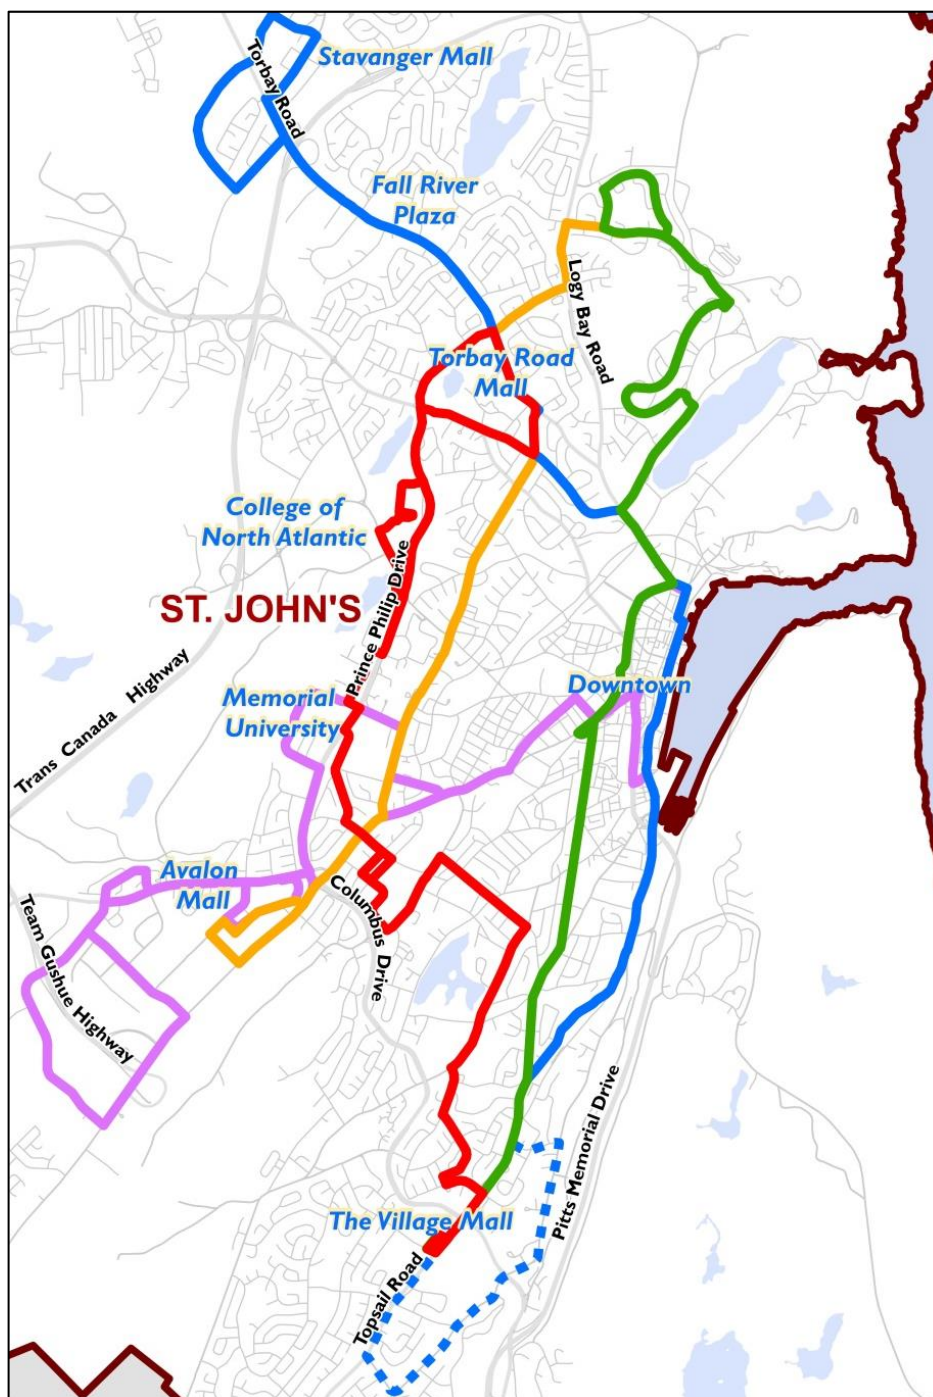 Stavanger Mall
Torbay Road
Fall River
Plaza
Logy Bay Road
Torbay Road
Mall
College of
North Atlantic
Prince Philip Drive
ST. JOHN'S
Trans Canada Highway
Memorial
University
Downtown
Avalon
Mall
Columbus Drive
Team Gushue Highway
Pitts Memorial Drive
The Village Mall
Topsail Road